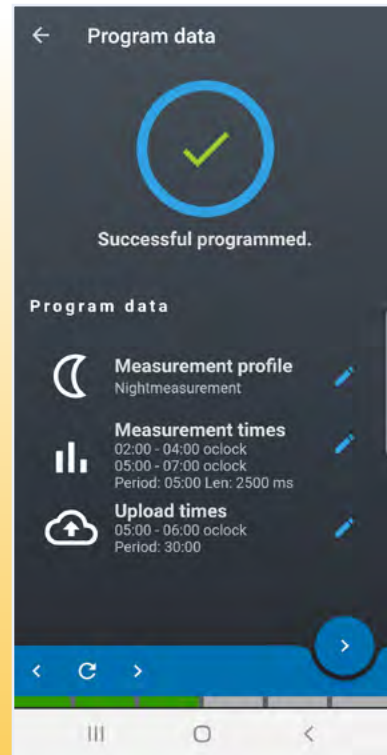 Program data
Successful programmed.
Program data
Measurement profile
Nightmeasurement
Measurement times
02:00 - 04:00 oclock
05:00 - 07:00 oclock
Period: 05:00 Len: 2500 ms
Upload times
05:00 - 06:00 oclock
Period: 30:00